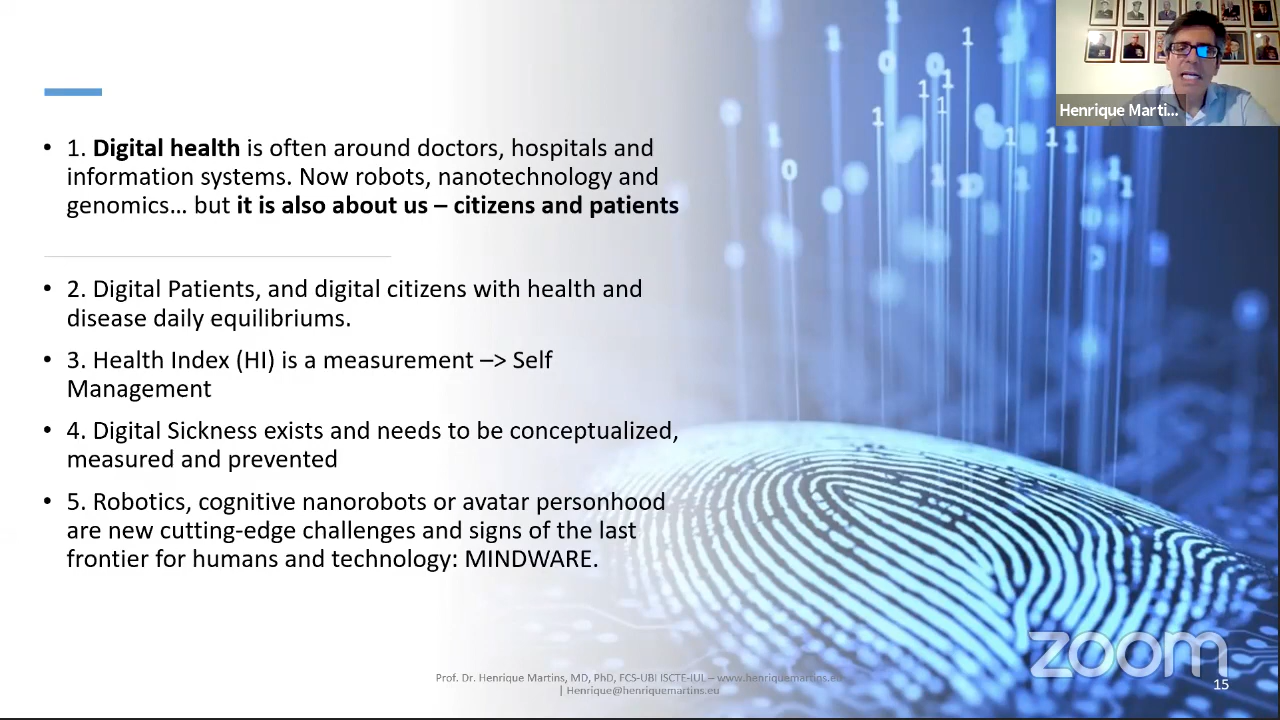 Henrique Marti...
• 1. Digital health is often around doctors, hospitals and
information systems. Now robots, nanotechnology and
genomics… but it is also about us – citizens and patients
• 2. Digital Patients, and digital citizens with health and
disease daily equilibriums.
• 3. Health Index (HI) is a measurement –> Self
Management
• 4. Digital Sickness exists and needs to be conceptualized,
measured and prevented
• 5. Robotics, cognitive nanorobots or avatar personhood
are new cutting-edge challenges and signs of the last
frontier for humans and technology: MINDWARE.
zoom
Prof. Dr. Henrique Martins, MD, PhD, FCS-UBI ISCTE-IUL – www.henriquemartins.eu
| Henrique@henriquemartins.eu
15